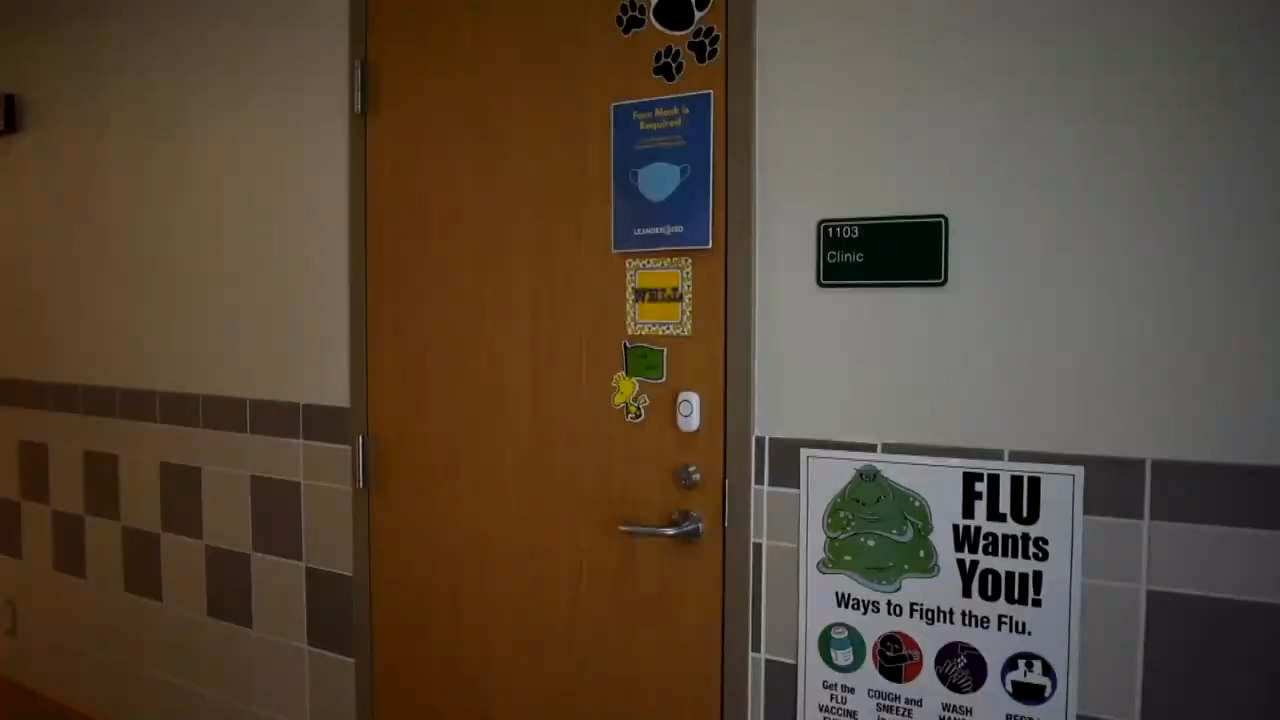 Face Mask is
Required
LEANDER ISD
WELL
1103
Clinic
FLU
Wants
You!
Ways to Fight the Flu.
Get the
FLU
VACCINE
COUGH and
SNEEZE
WASH